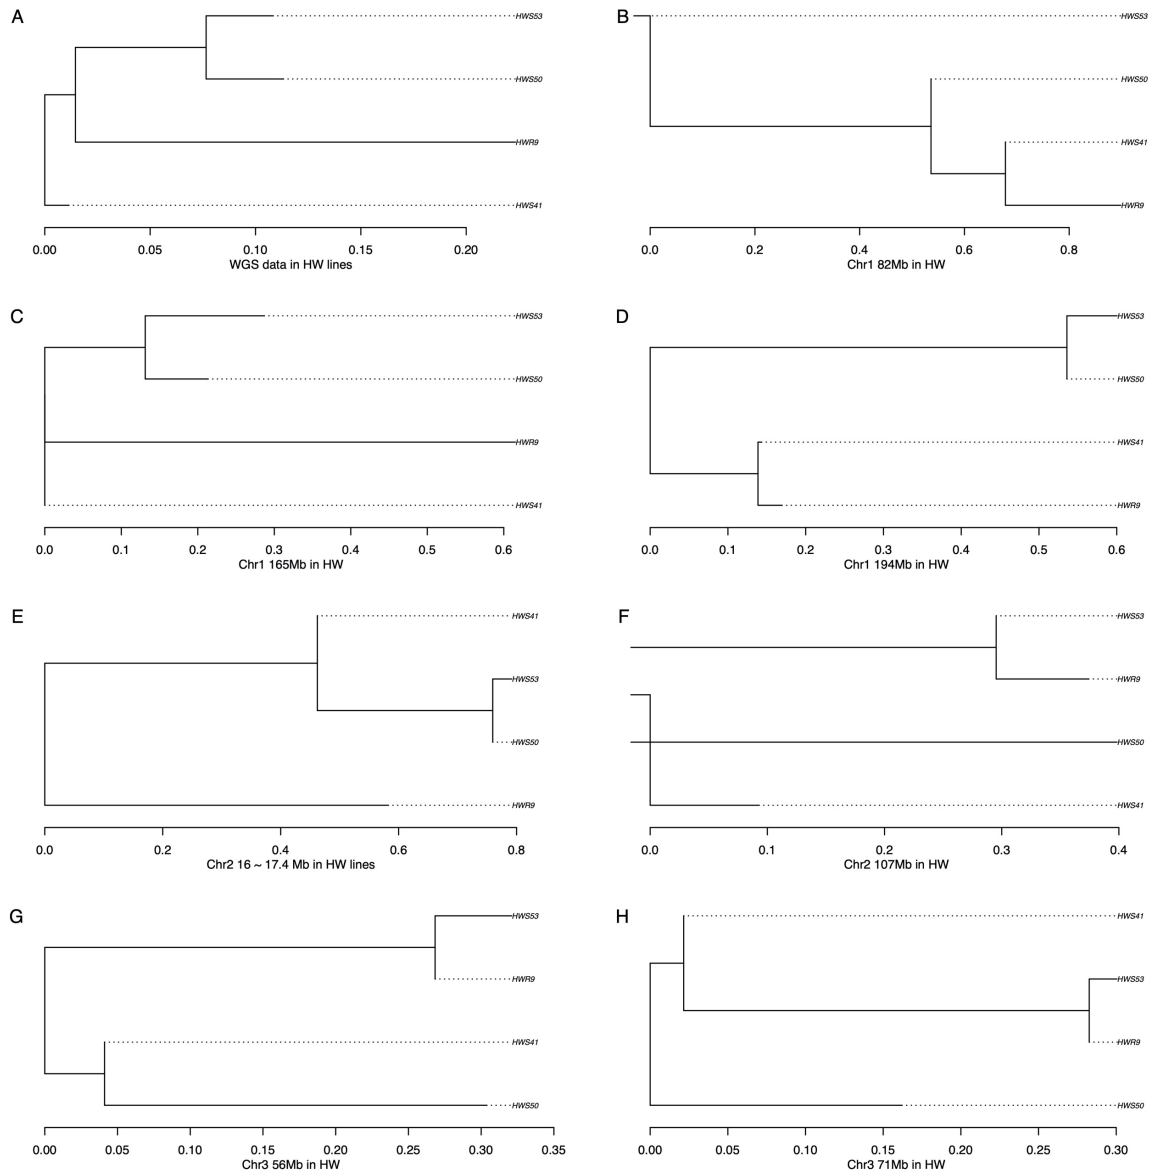 A
HWS53
HWS50
HWR9
HWS41
0.00 0.05 0.10 0.15 0.20
WGS data in HW lines
B
HWS53
HWS50
HWS41
HWR9
0.0 0.2 0.4 0.6 0.8
Chr1 82Mb in HW
C
HWS53
HWS50
HWR9
HWS41
0.0 0.1 0.2 0.3 0.4 0.5 0.6
Chr1 165Mb in HW
D
HWS53
HWS50
HWS41
HWR9
0.0 0.1 0.2 0.3 0.4 0.5 0.6
Chr1 194Mb in HW
E
HWS41
HWS53
HWS50
HWR9
0.0 0.2 0.4 0.6 0.8
Chr2 16 ~ 17.4 Mb in HW lines
F
HWS53
HWR9
HWS50
HWS41
0.0 0.1 0.2 0.3 0.4
Chr2 107Mb in HW
G
HWS53
HWR9
HWS41
HWS50
0.00 0.05 0.10 0.15 0.20 0.25 0.30 0.35
Chr3 56Mb in HW
H
HWS41
HWS53
HWR9
HWS50
0.00 0.05 0.10 0.15 0.20 0.25 0.30
Chr3 71Mb in HW